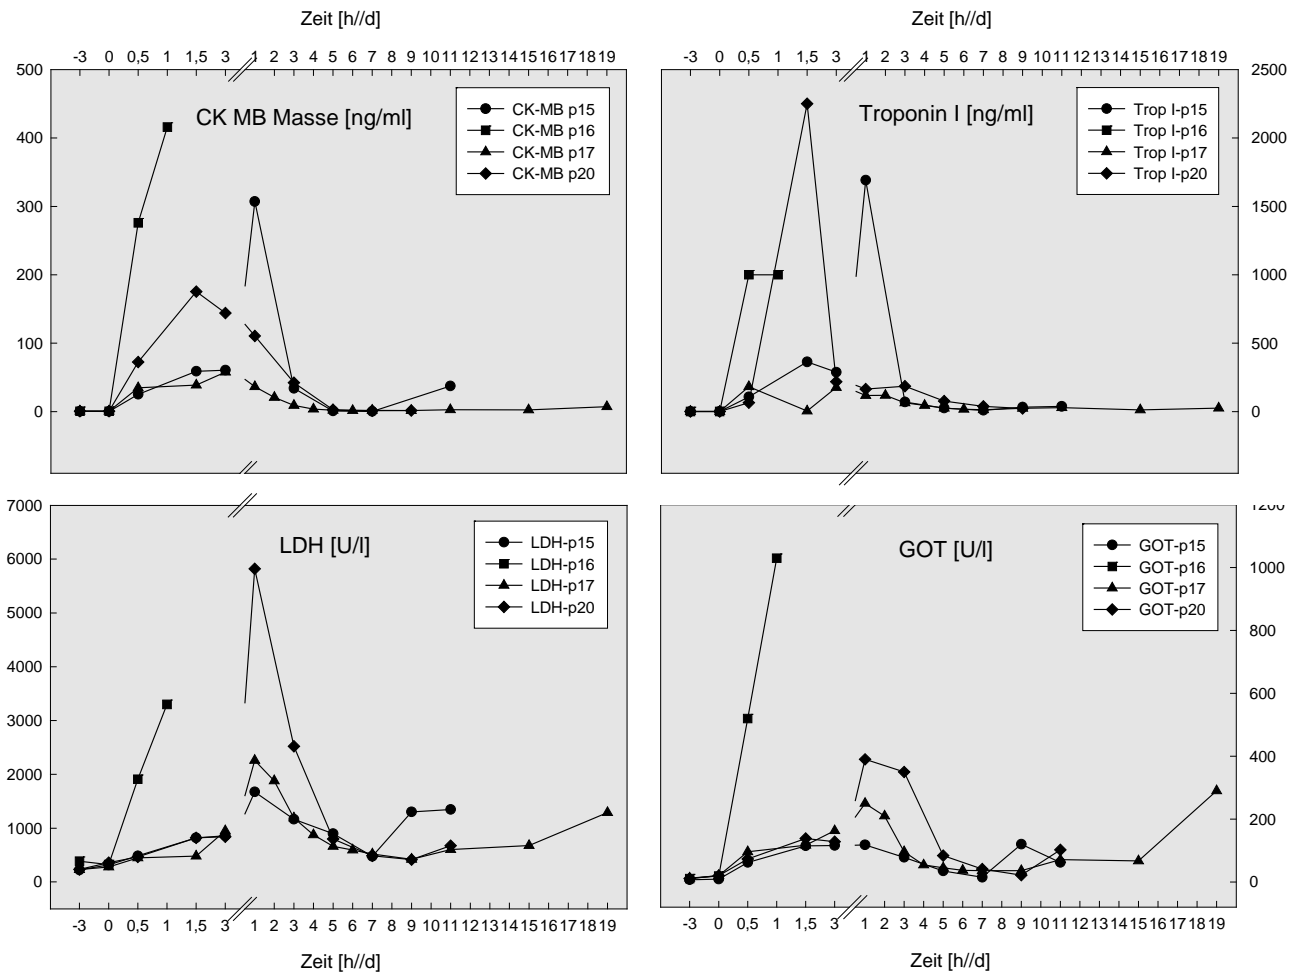 Zeit [h//d]
Zeit [h//d]
-3 0 0,5 1 1,5 3 1 2 3 4 5 6 7 8 9 10 11 12 13 14 15 16 17 18 19
-3 0 0,5 1 1,5 3 1 2 3 4 5 6 7 8 9 10 11 12 13 14 15 16 17 18 19
500
400
300
200
100
0
CK MB Masse [ng/ml]
CK-MB p15
CK-MB p16
CK-MB p17
CK-MB p20
Troponin I [ng/ml]
Trop I-p15
Trop I-p16
Trop I-p17
Trop I-p20
2500
2000
1500
1000
500
0
7000
6000
5000
4000
3000
2000
1000
0
LDH [U/l]
LDH-p15
LDH-p16
LDH-p17
LDH-p20
GOT [U/l]
GOT-p15
GOT-p16
GOT-p17
GOT-p20
1200
1000
800
600
400
200
0
-3 0 0,5 1 1,5 3 1 2 3 4 5 6 7 8 9 10 11 12 13 14 15 16 17 18 19
-3 0 0,5 1 1,5 3 1 2 3 4 5 6 7 8 9 10 11 12 13 14 15 16 17 18 19
Zeit [h//d]
Zeit [h//d]